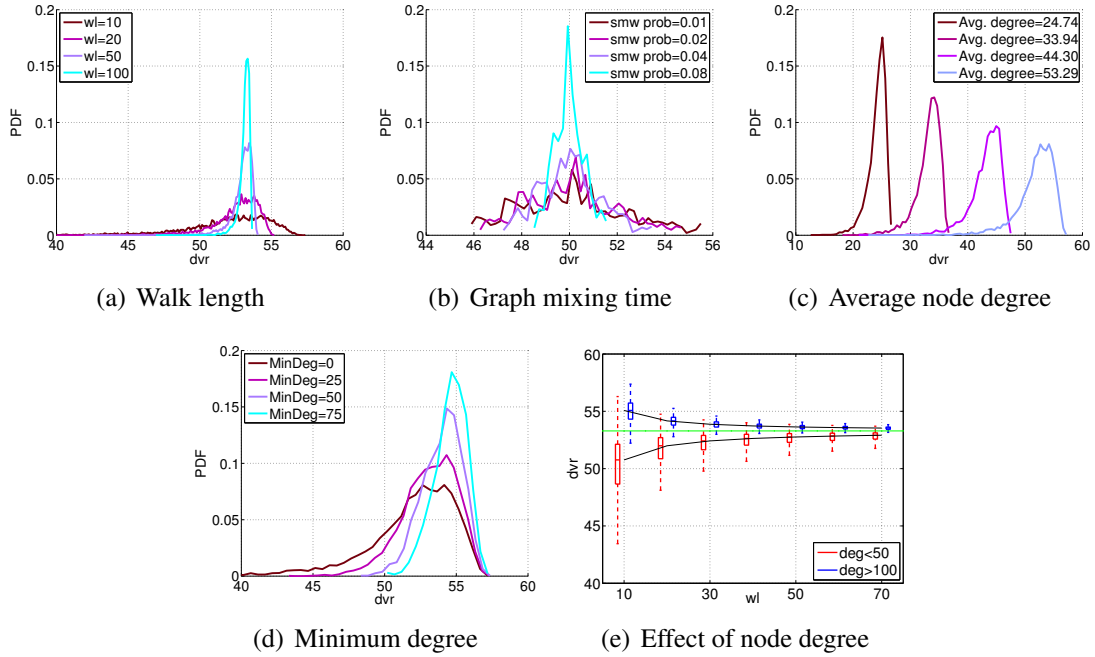 0.2
0.15
0.1
0.05
0
PDF
wl=10
wl=20
wl=50
wl=100
40 45 50 55 60
dvr
(a) Walk length
0.2
0.15
0.1
0.05
0
PDF
smw prob=0.01
smw prob=0.02
smw prob=0.04
smw prob=0.08
44 46 48 50 52 54 56
dvr
(b) Graph mixing time
0.2
0.15
0.1
0.05
0
PDF
Avg. degree=24.74
Avg. degree=33.94
Avg. degree=44.30
Avg. degree=53.29
10 20 30 40 50 60
dvr
(c) Average node degree
0.2
0.15
0.1
0.05
0
PDF
MinDeg=0
MinDeg=25
MinDeg=50
MinDeg=75
40 45 50 55 60
dvr
(d) Minimum degree
60
55
50
45
40
dvr
deg<50
deg>100
10 30 50 70
wl
(e) Effect of node degree